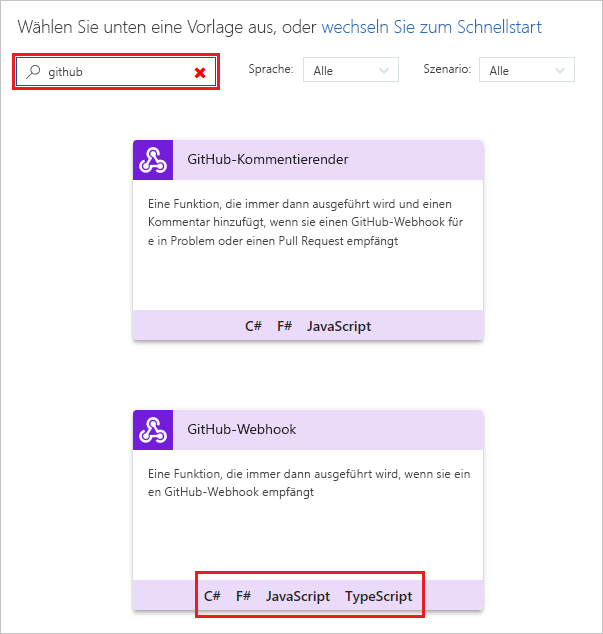 Wählen Sie unten eine Vorlage aus, oder wechseln Sie zum Schnellstart
github Sprache: Alle Szenario: Alle
GitHub-Kommentierender
Eine Funktion, die immer dann ausgeführt wird und einen
Kommentar hinzufügt, wenn sie einen GitHub-Webhook für
e in Problem oder einen Pull Request empfängt
C# F# JavaScript
GitHub-Webhook
Eine Funktion, die immer dann ausgeführt wird, wenn sie ein
en GitHub-Webhook empfängt
C# F# JavaScript TypeScript